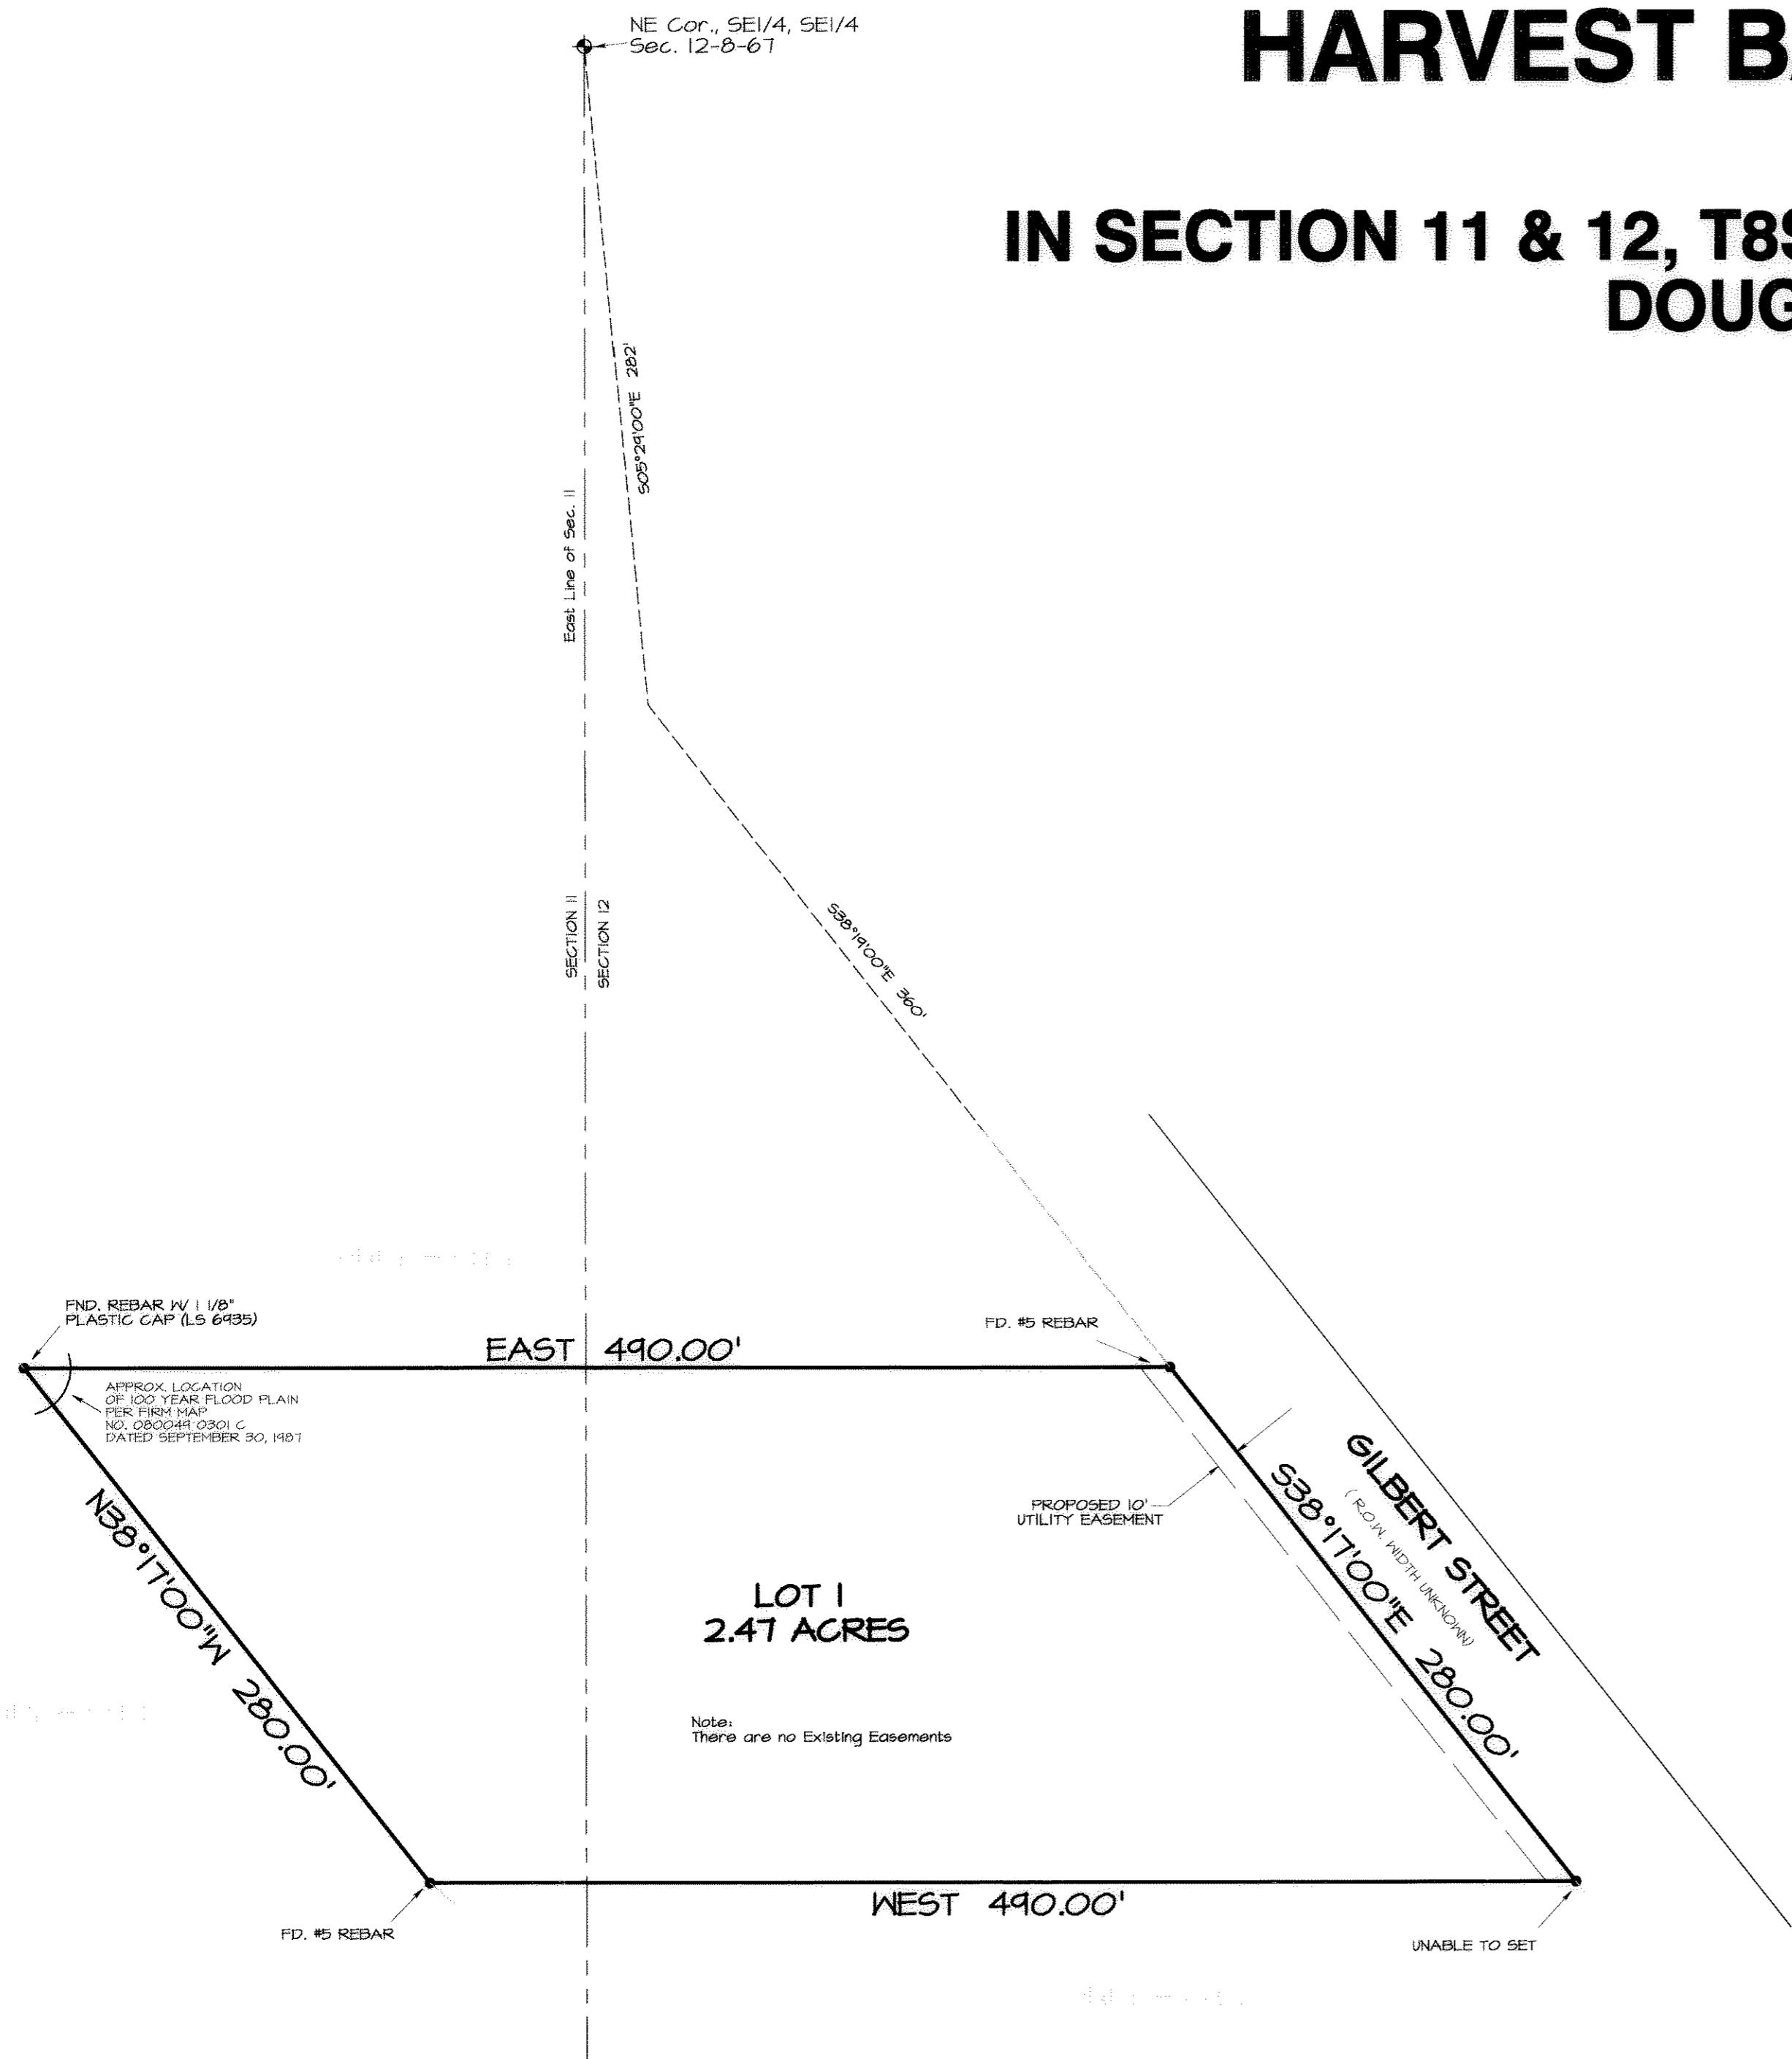 NE Cor., SE1/4, SE1/4
Sec. 12-8-67
HARVEST B
IN SECTION 11 & 12, T8S
DOUG
S05°29'00"E 282'
East Line of Sec. 11
SECTION 11
SECTION 12
S38°19'00"E 360'
FND. REBAR W/ 1 1/8"
PLASTIC CAP (LS 6935)
EAST 490.00'
FD. #5 REBAR
APPROX. LOCATION
OF 100 YEAR FLOOD PLAIN
PER FIRM MAP
NO. 080049 0301 C
DATED SEPTEMBER 30, 1987
N38°17'00"W 280.00'
PROPOSED 10'
UTILITY EASEMENT
GILBERT STREET
( R.O.W. WIDTH UNKNOWN)
S38°17'00"E 280.00'
LOT 1
2.47 ACRES
Note:
There are no Existing Easements
WEST 490.00'
FD. #5 REBAR
UNABLE TO SET